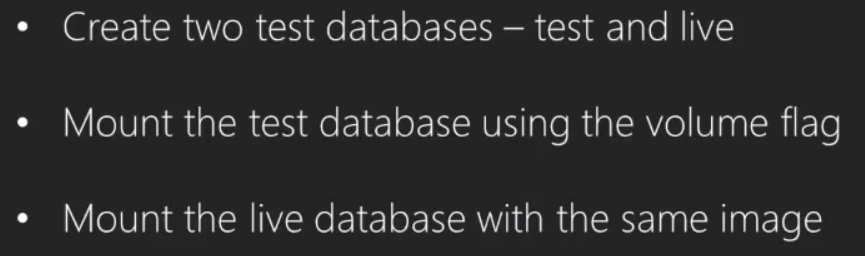 • Create two test databases – test and live
• Mount the test database using the volume flag
• Mount the live database with the same image